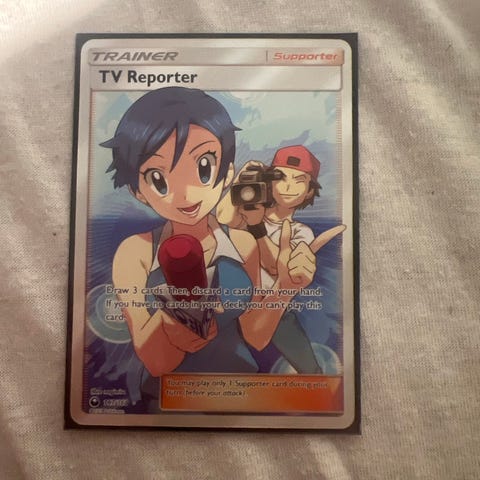 TRAINER
Supporter
TV Reporter
Draw 3 cards. Then, discard a card from your hand.
If you have no cards in your deck, you can't play this
card.
You may play only 1 Supporter card during your
turn (before your attack).